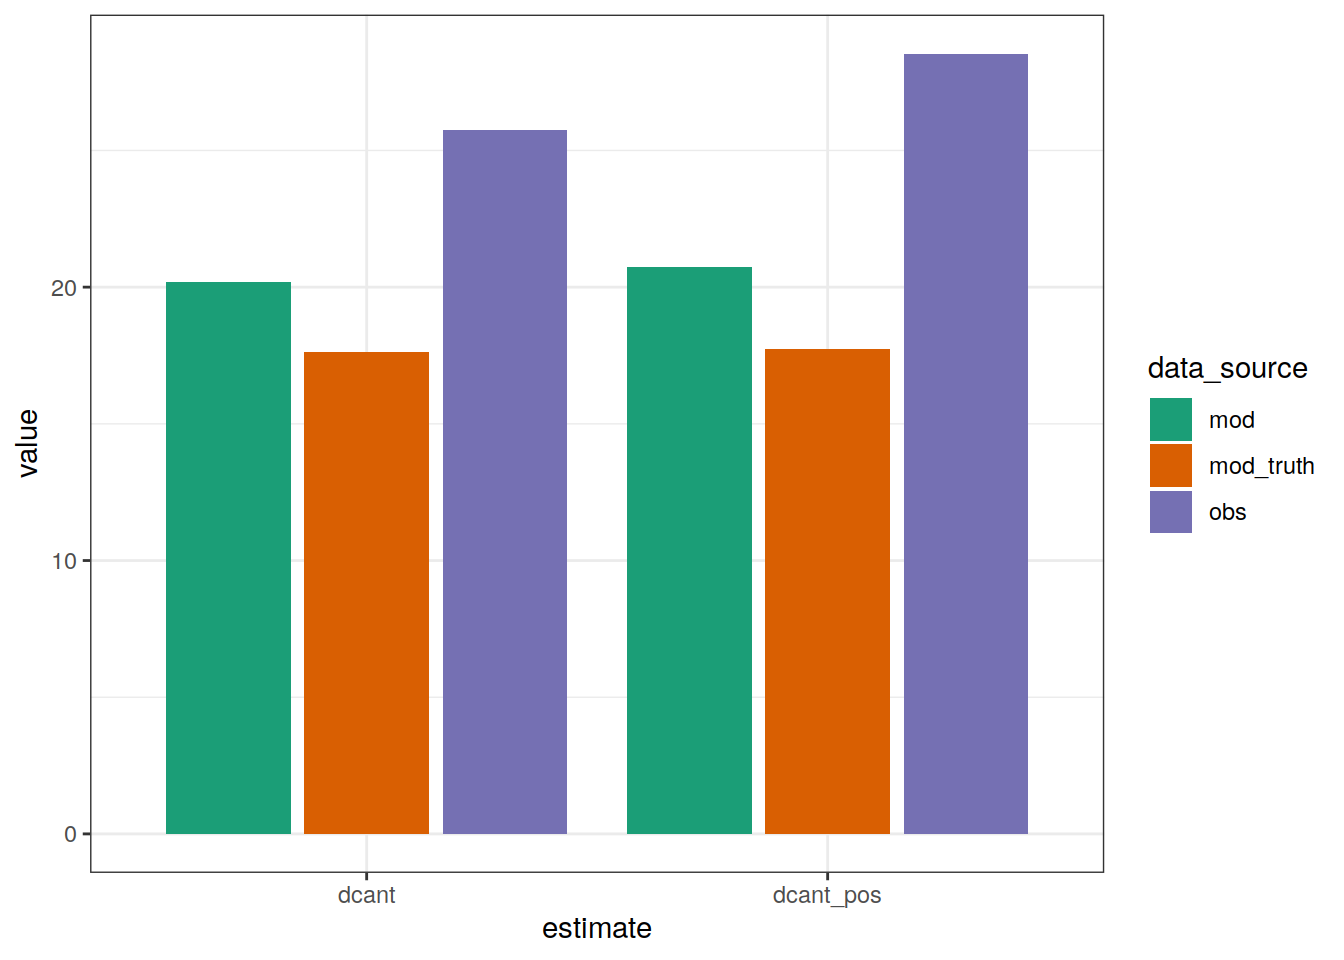 value
20
10
0
dcant
dcant_pos
estimate
data_source
mod
mod_truth
obs